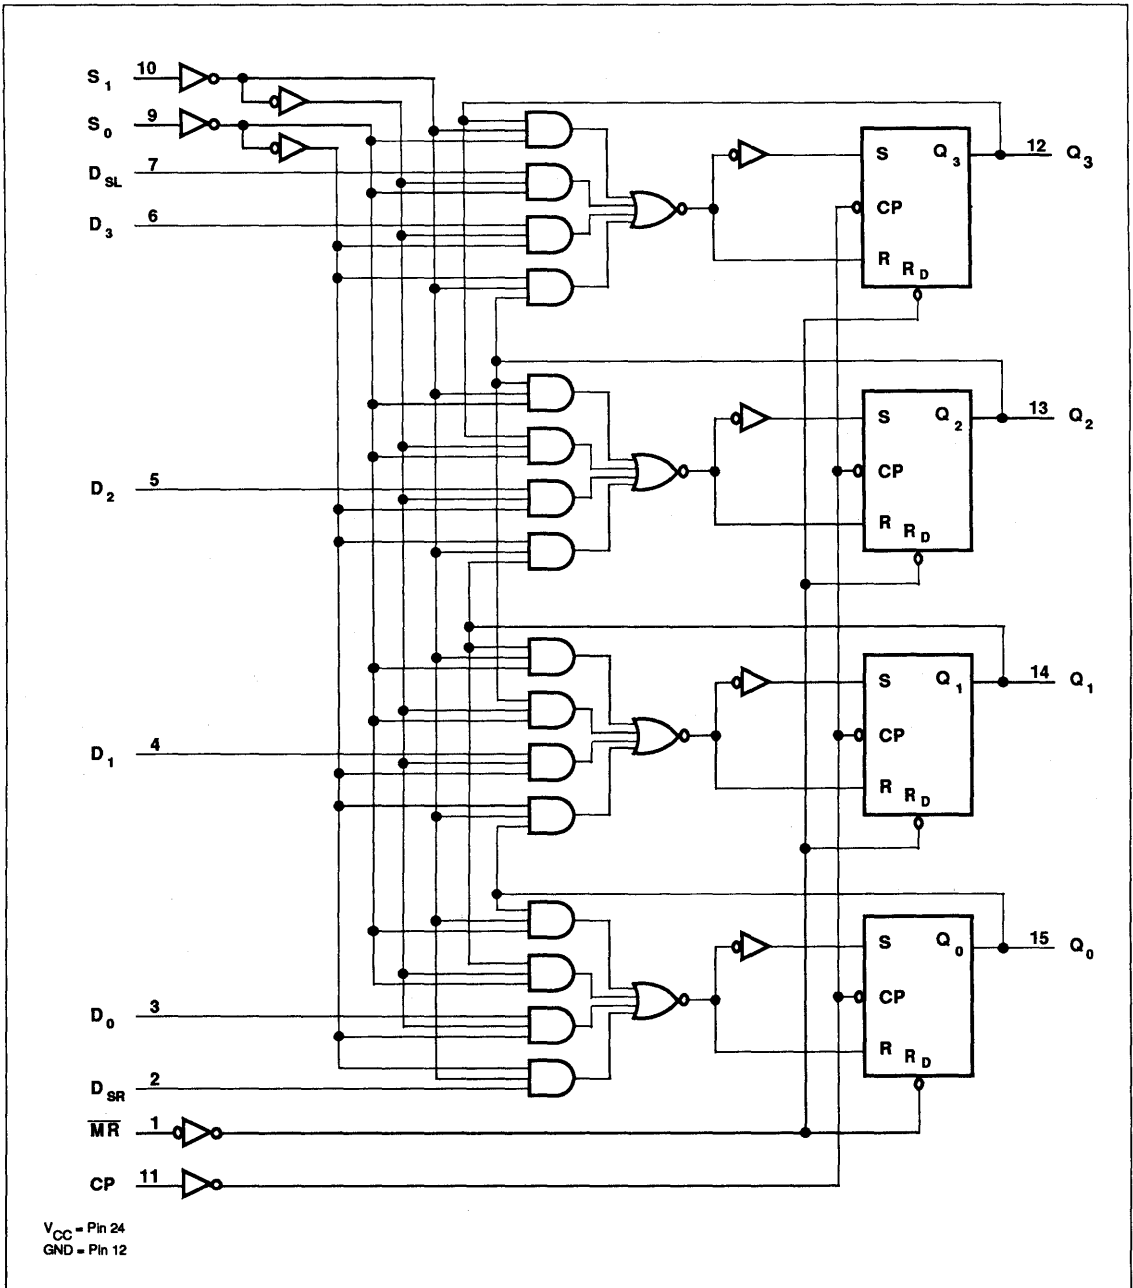 S1 10
S0 9
DSL 7
D3 6
S Q3 12 Q3
CP
R RD
S Q2 13 Q2
D2 5
CP
R RD
S Q1 14 Q1
D1 4
CP
R RD
S Q0 15 Q0
CP
D0 3
R RD
DSR 2
M̅R̅ 1
CP 11
VCC = Pin 24
GND = Pin 12